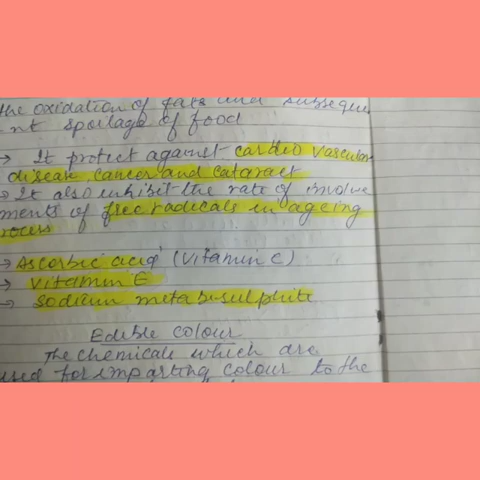 the oxidation of fats and subsequ
nt spoilage of food
→ It protect against cardio vascular
disease, cancer and cataract
→ It also inhibit the rate of involve
ments of free radicals in ageing
rocess
→ Ascorbic acid (vitamin C)
→ Vitamin E
→ Sodium metabisulphite
Edible colour
The chemicals which are
used for imparting colour to the